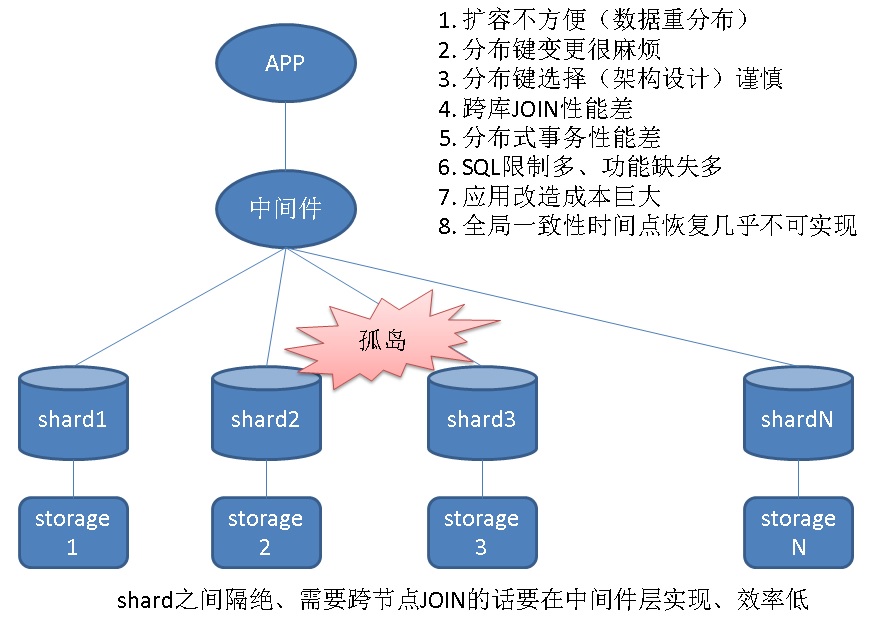 APP
1. 扩容不方便（数据重分布）
2. 分布键变更很麻烦
3. 分布键选择（架构设计）谨慎
4. 跨库JOIN性能差
5. 分布式事务性能差
6. SQL限制多、功能缺失多
7. 应用改造成本巨大
8. 全局一致性时间点恢复几乎不可实现
中间件
孤岛
shard1
shard2
shard3
shardN
storage
1
storage
2
storage
3
storage
N
shard之间隔绝、需要跨节点JOIN的话要在中间件层实现、效率低